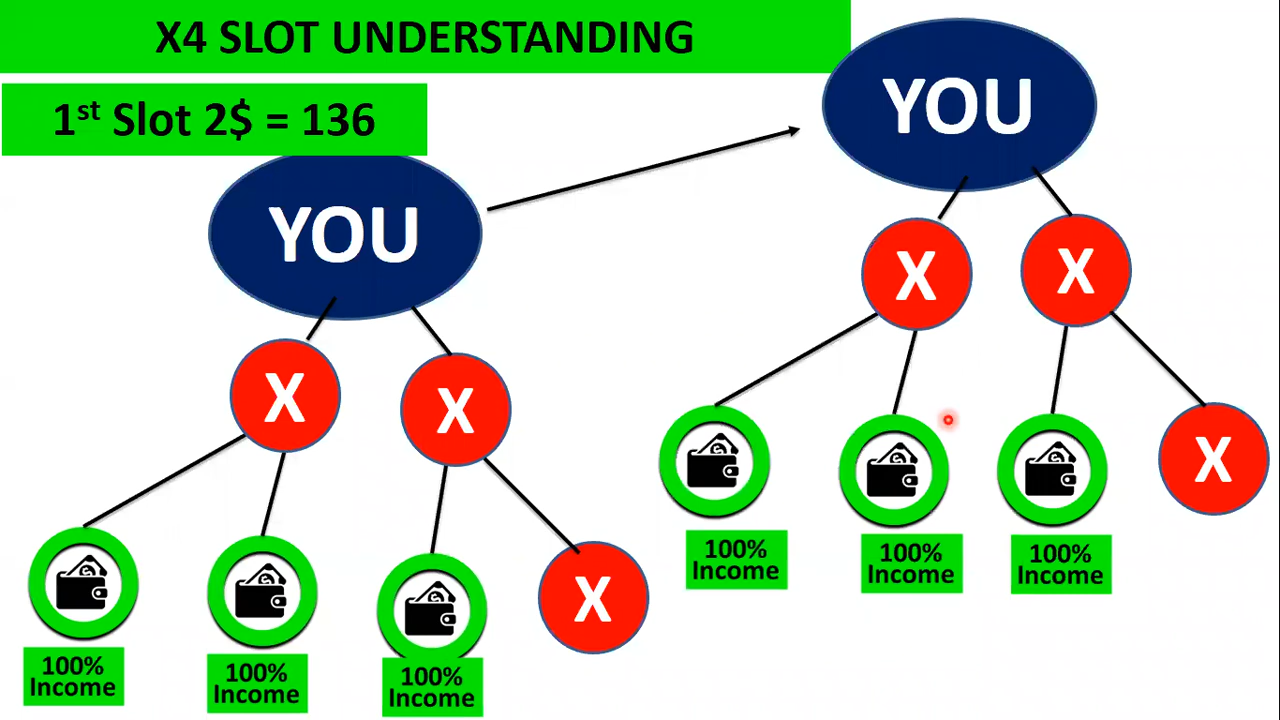 X4 SLOT UNDERSTANDING
1st Slot 2$ = 136
YOU
X
X
X
100%
Income
100%
Income
100%
Income
YOU
X
X
X
100%
Income
100%
Income
100%
Income